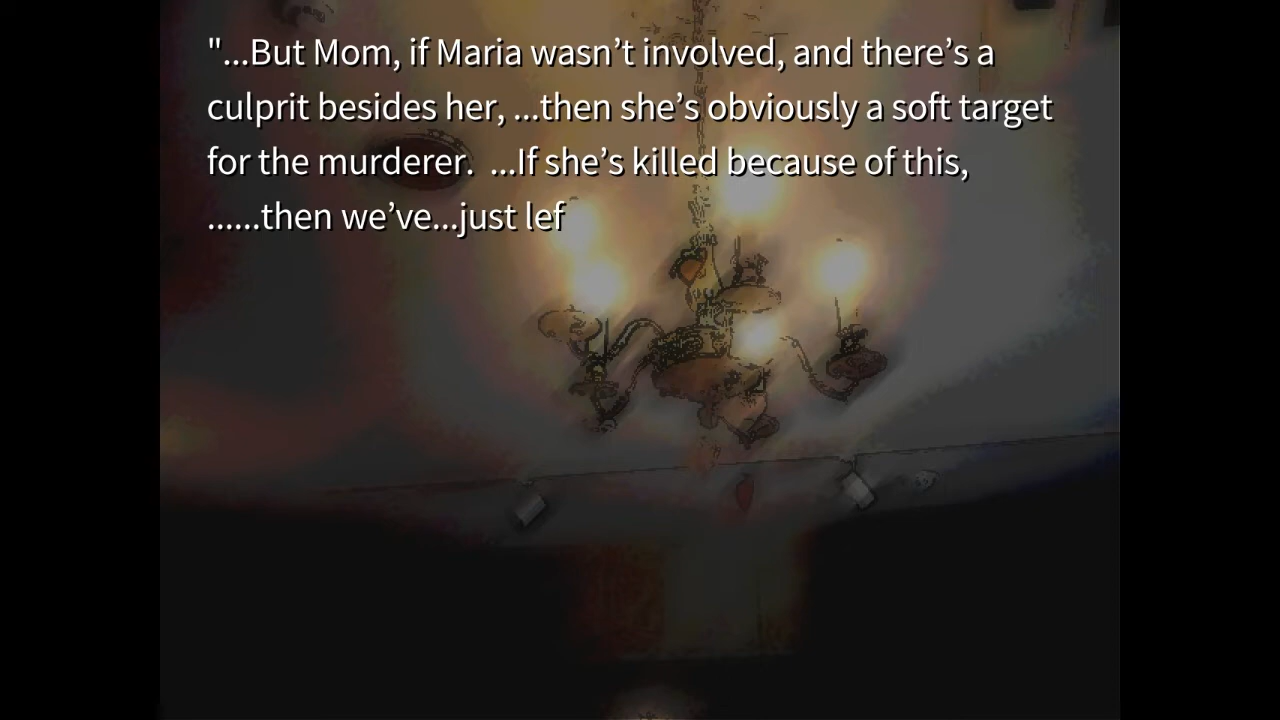 "...But Mom, if Maria wasn’t involved, and there’s a
culprit besides her, ...then she’s obviously a soft target
for the murderer.  ...If she’s killed because of this,
......then we’ve...just lef